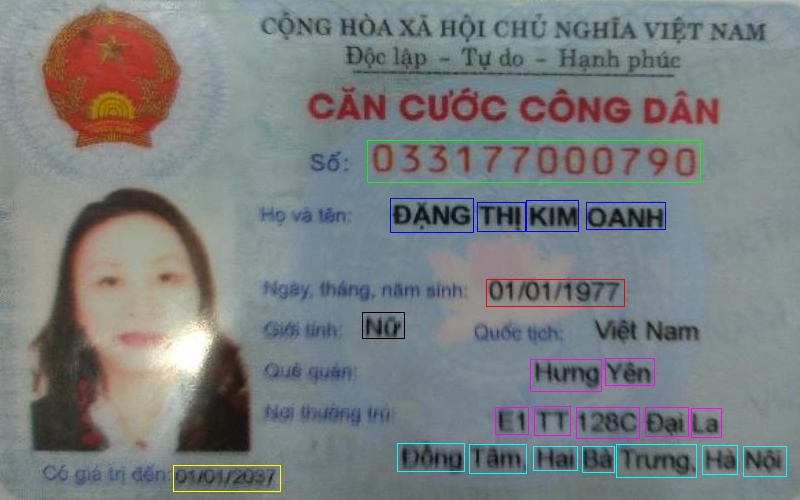 CỘNG HÒA XÃ HỘI CHỦ NGHĨA VIỆT NAM
Độc lập - Tự do - Hạnh phúc
CĂN CƯỚC CÔNG DÂN
Số: 033177000790
Họ và tên: ĐẶNG THỊ KIM OANH
Ngày, tháng, năm sinh: 01/01/1977
Giới tính: Nữ Quốc tịch: Việt Nam
Quê quán: Hưng Yên
Nơi thường trú: E1 TT 128C Đại La
Đồng Tâm, Hai Bà Trưng, Hà Nội
Có giá trị đến: 01/01/2037